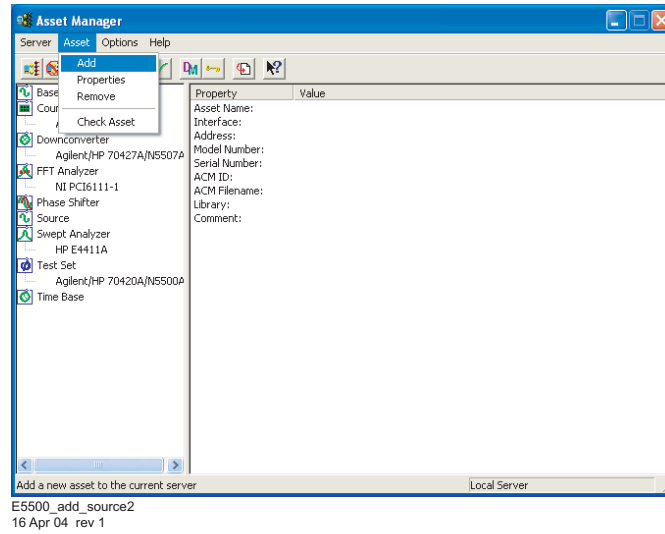 Asset Manager
Server Asset Options Help
Add
Properties
Remove
Check Asset
Base
Cour
Downconverter
Agilent/HP 70427A/N5507A
FFT Analyzer
NI PCI6111-1
Phase Shifter
Source
Swept Analyzer
HP E4411A
Test Set
Agilent/HP 70420A/N5500A
Time Base
Property Value
Asset Name:
Interface:
Address:
Model Number:
Serial Number:
ACM ID:
ACM Filename:
Library:
Comment:
Add a new asset to the current server
Local Server
E5500_add_source2
16 Apr 04 rev 1